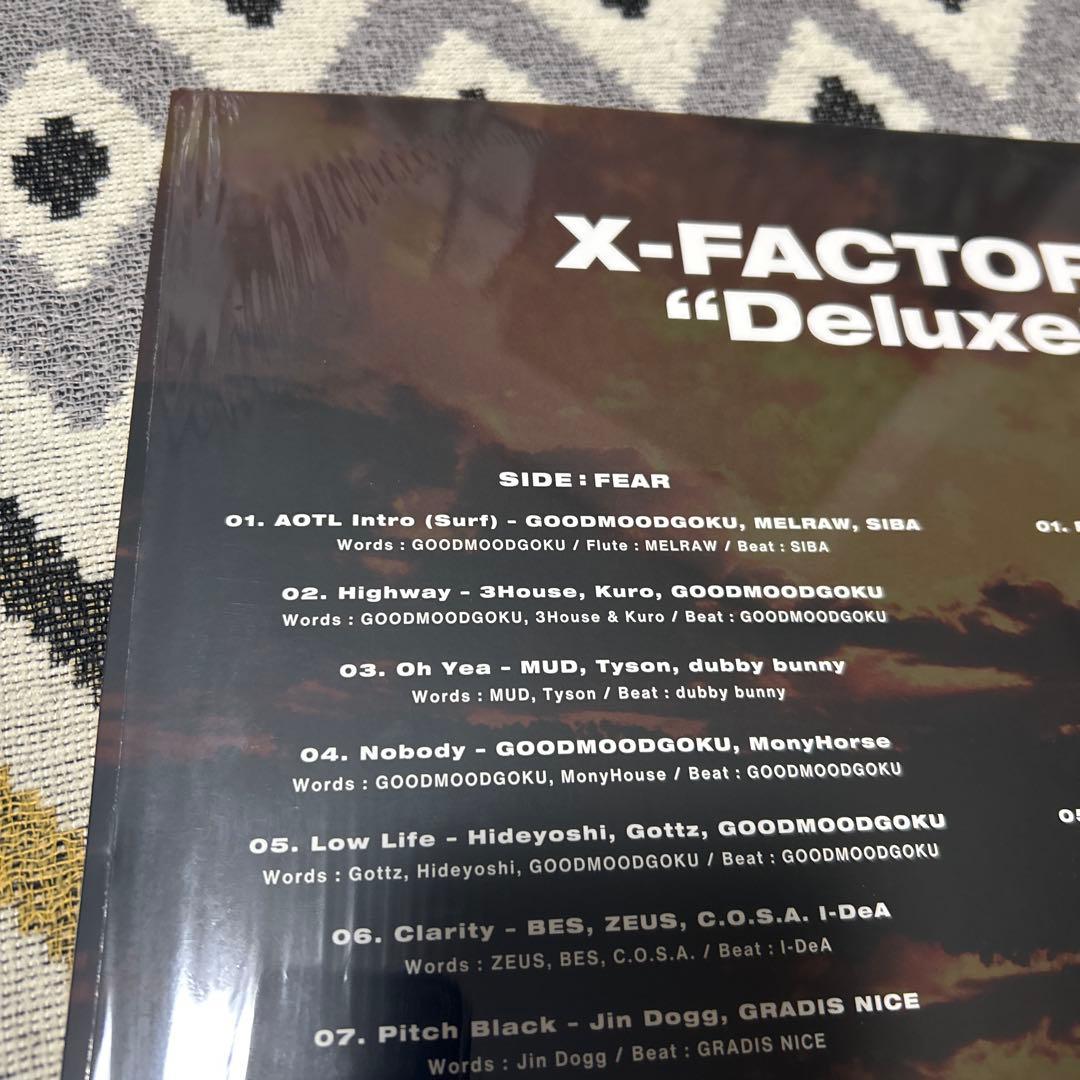 X-FACTOR
“Deluxe
SIDE : FEAR
01. AOTL Intro (Surf) - GOODMOODGOKU, MELRAW, SIBA
Words : GOODMOODGOKU / Flute : MELRAW / Beat : SIBA
02. Highway - 3House, Kuro, GOODMOODGOKU
Words : GOODMOODGOKU, 3House & Kuro / Beat : GOODMOODGOKU
03. Oh Yea - MUD, Tyson, dubby bunny
Words : MUD, Tyson / Beat : dubby bunny
04. Nobody - GOODMOODGOKU, MonyHorse
Words : GOODMOODGOKU, MonyHouse / Beat : GOODMOODGOKU
05. Low Life - Hideyoshi, Gottz, GOODMOODGOKU
Words : Gottz, Hideyoshi, GOODMOODGOKU / Beat : GOODMOODGOKU
06. Clarity - BES, ZEUS, C.O.S.A. I-DeA
Words : ZEUS, BES, C.O.S.A. / Beat : I-DeA
07. Pitch Black - Jin Dogg, GRADIS NICE
Words : Jin Dogg / Beat : GRADIS NICE
01.